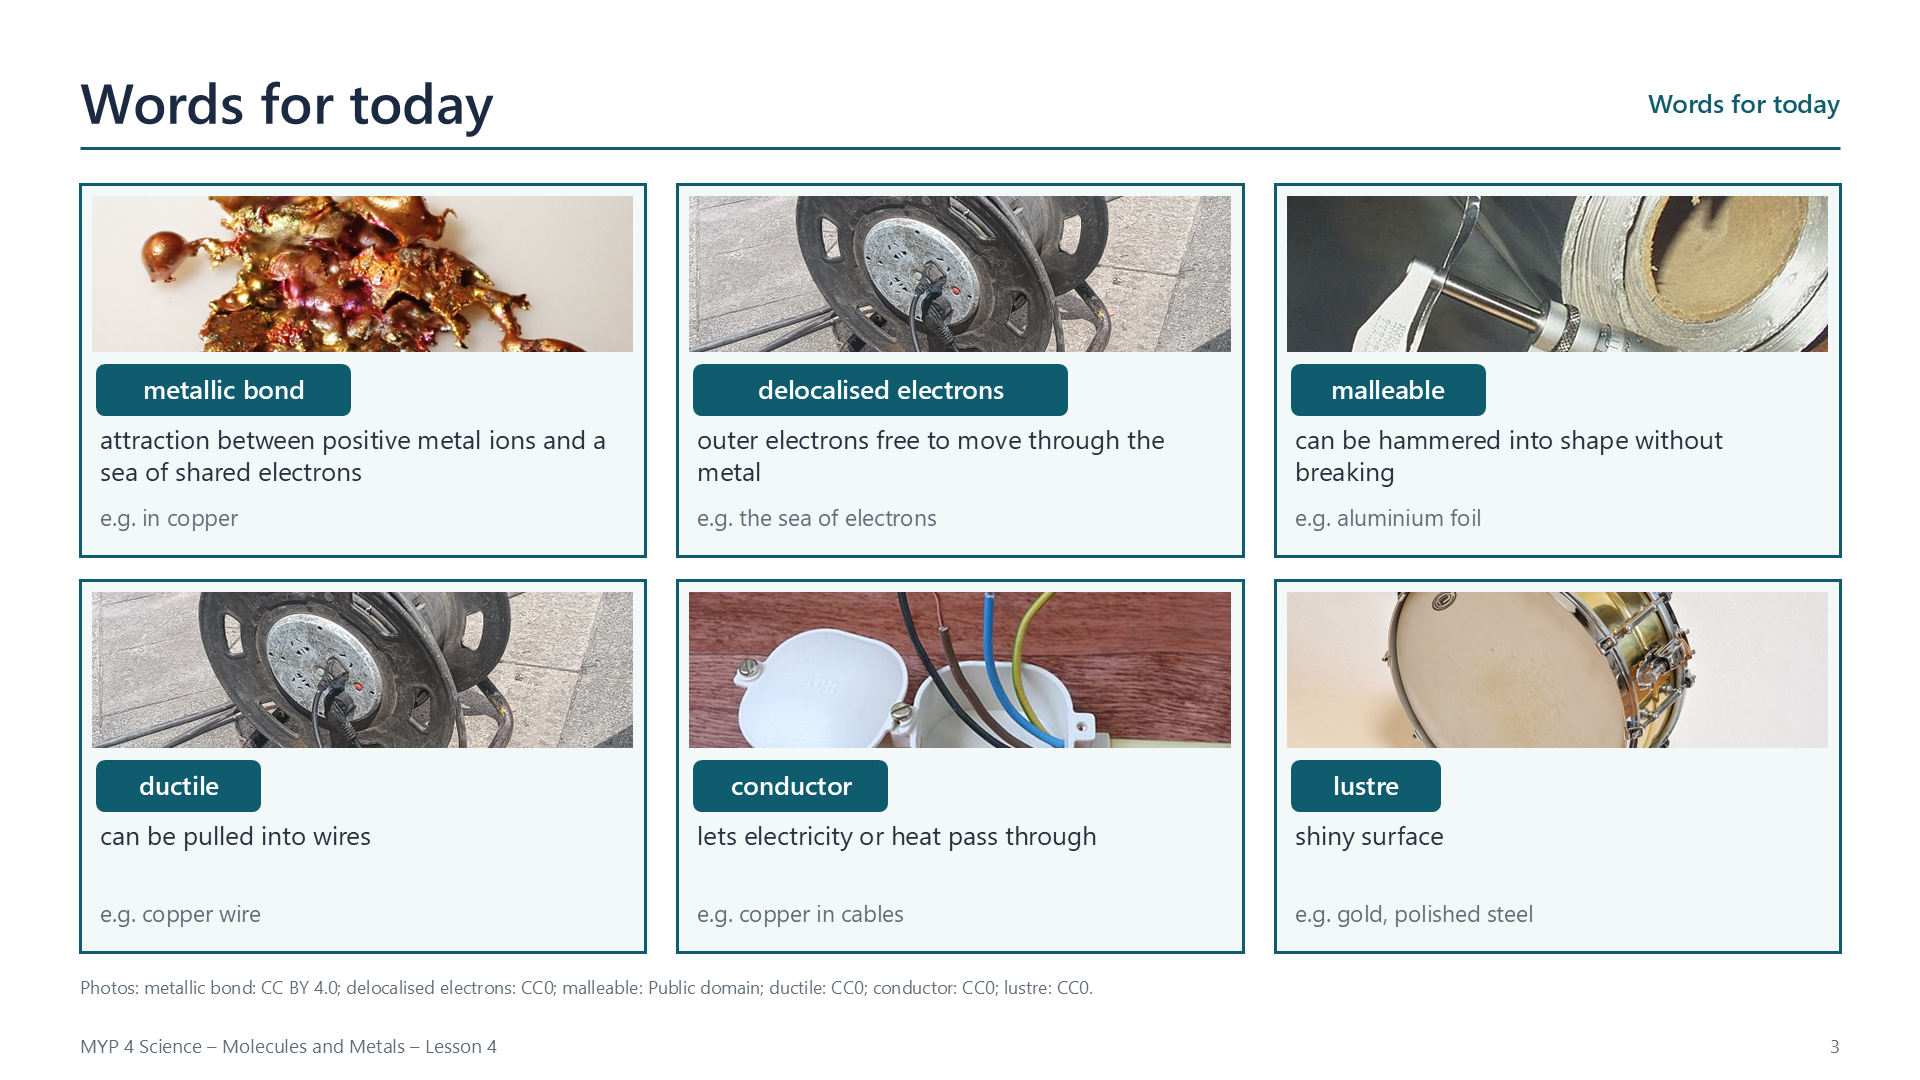 Words for today
Words for today
metallic bond
attraction between positive metal ions and a
sea of shared electrons
e.g. in copper
delocalised electrons
outer electrons free to move through the
metal
e.g. the sea of electrons
malleable
can be hammered into shape without
breaking
e.g. aluminium foil
ductile
can be pulled into wires
e.g. copper wire
conductor
lets electricity or heat pass through
e.g. copper in cables
lustre
shiny surface
e.g. gold, polished steel
Photos: metallic bond: CC BY 4.0; delocalised electrons: CC0; malleable: Public domain; ductile: CC0; conductor: CC0; lustre: CC0.
MYP 4 Science – Molecules and Metals – Lesson 4
3